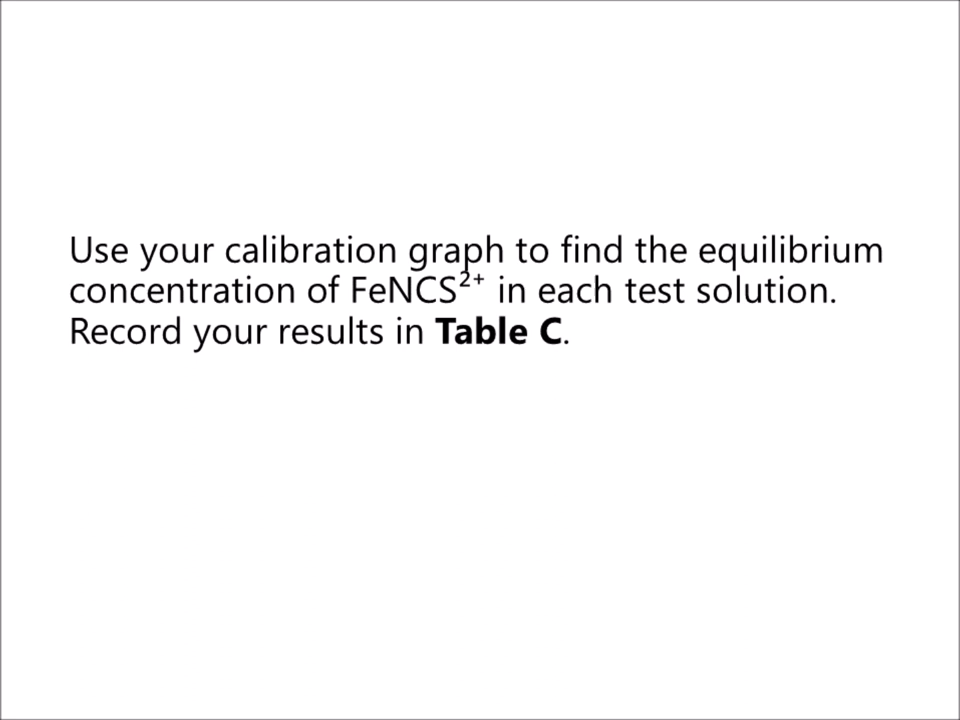 Use your calibration graph to find the equilibrium
concentration of FeNCS²⁺ in each test solution.
Record your results in Table C.